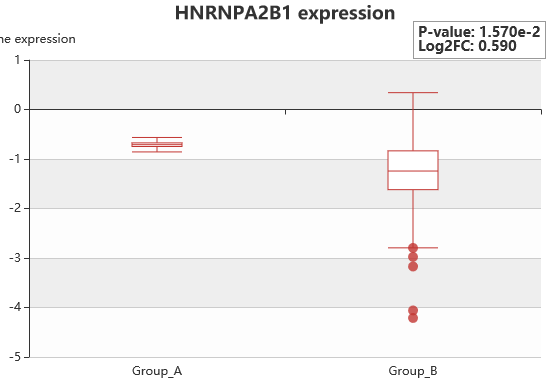 HNRNPA2B1 expression
P-value: 1.570e-2
Log2FC: 0.590
expression
1
0
-1
-2
-3
-4
-5
Group_A
Group_B